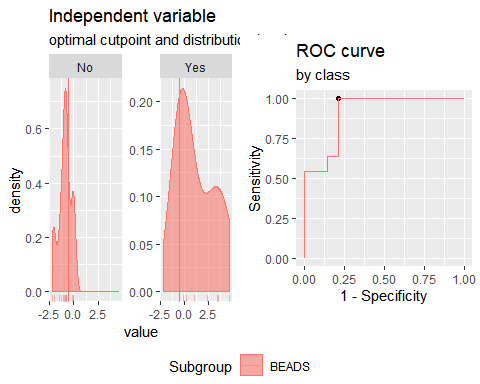 Independent variable
optimal cutpoint and distributio
No
Yes
density
0.6
0.4
0.2
0.0
0.20
0.15
0.10
0.05
0.00
-2.5 0.0 2.5
-2.5 0.0 2.5
value
ROC curve
by class
Sensitivity
1.00
0.75
0.50
0.25
0.00
0.00 0.25 0.50 0.75 1.00
1 - Specificity
Subgroup BEADS